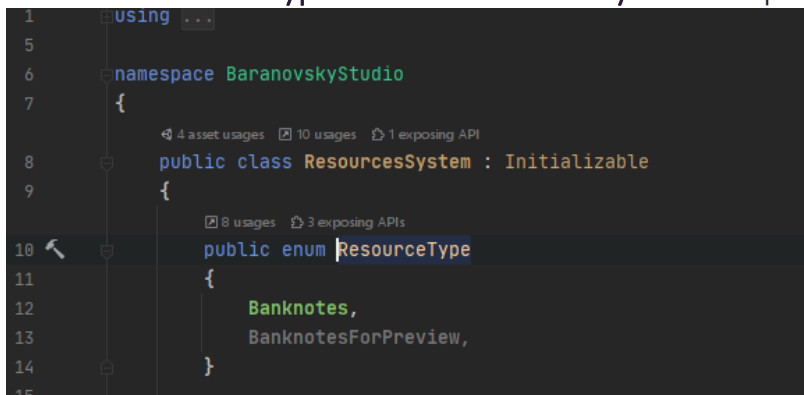 1 using ...
5
6 namespace BaranovskyStudio
7 {
4 asset usages 10 usages 1 exposing API
8 public class ResourcesSystem : Initializable
9 {
8 usages 3 exposing APIs
10 public enum ResourceType
11 {
12 Banknotes,
13 BanknotesForPreview,
14 }
15